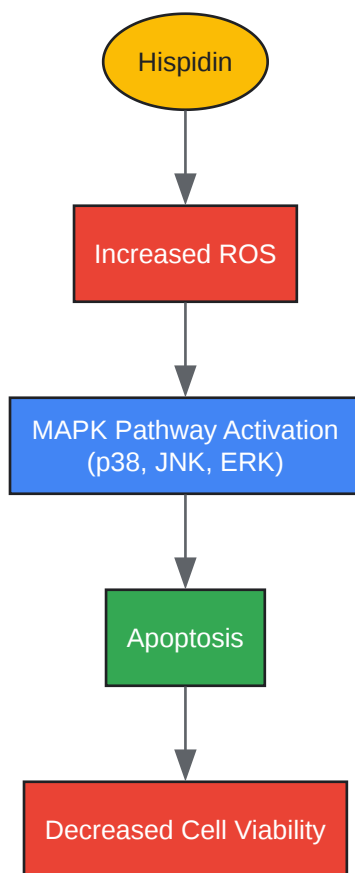 Hispidin
Increased ROS
MAPK Pathway Activation
(p38, JNK, ERK)
Apoptosis
Decreased Cell Viability